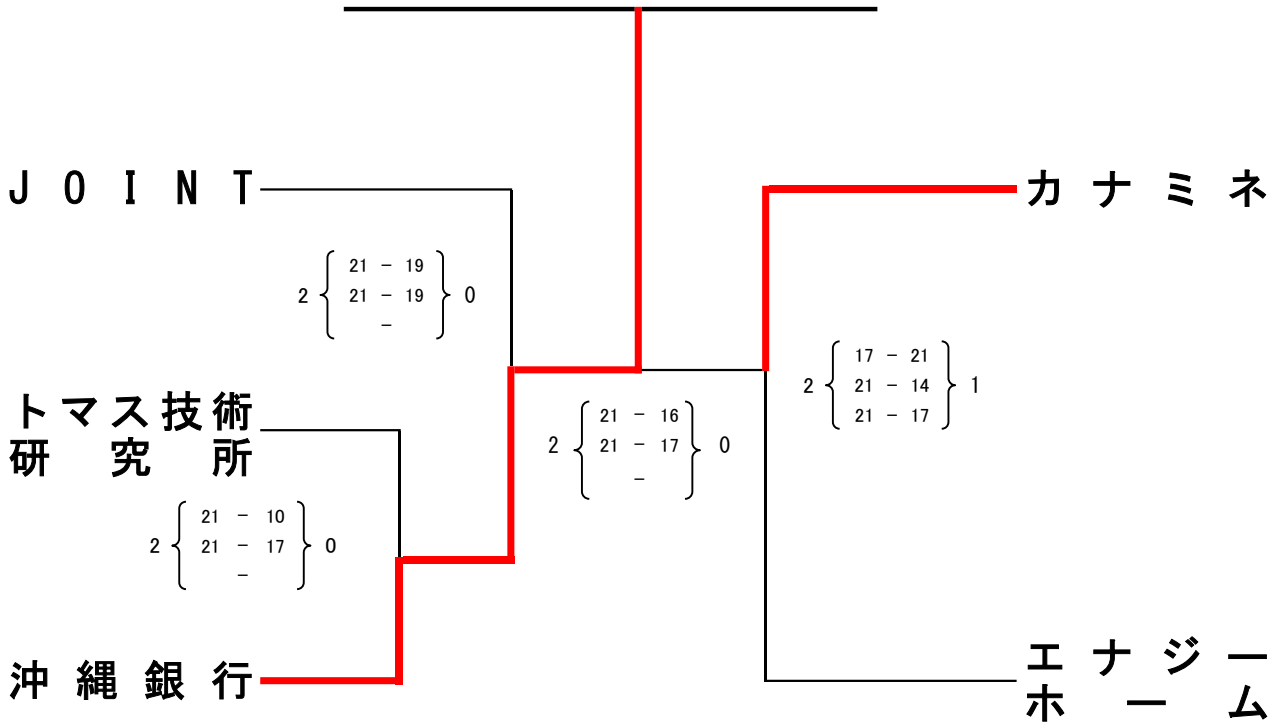 ＪＯＩＮＴ
カナミネ
21 － 19
2 21 － 19 0
－
17 － 21
2 21 － 14 1
21 － 17
トマス技術
研究所
21 － 16
2 21 － 17 0
－
21 － 10
2 21 － 17 0
－
沖縄銀行
エナジー
ホーム